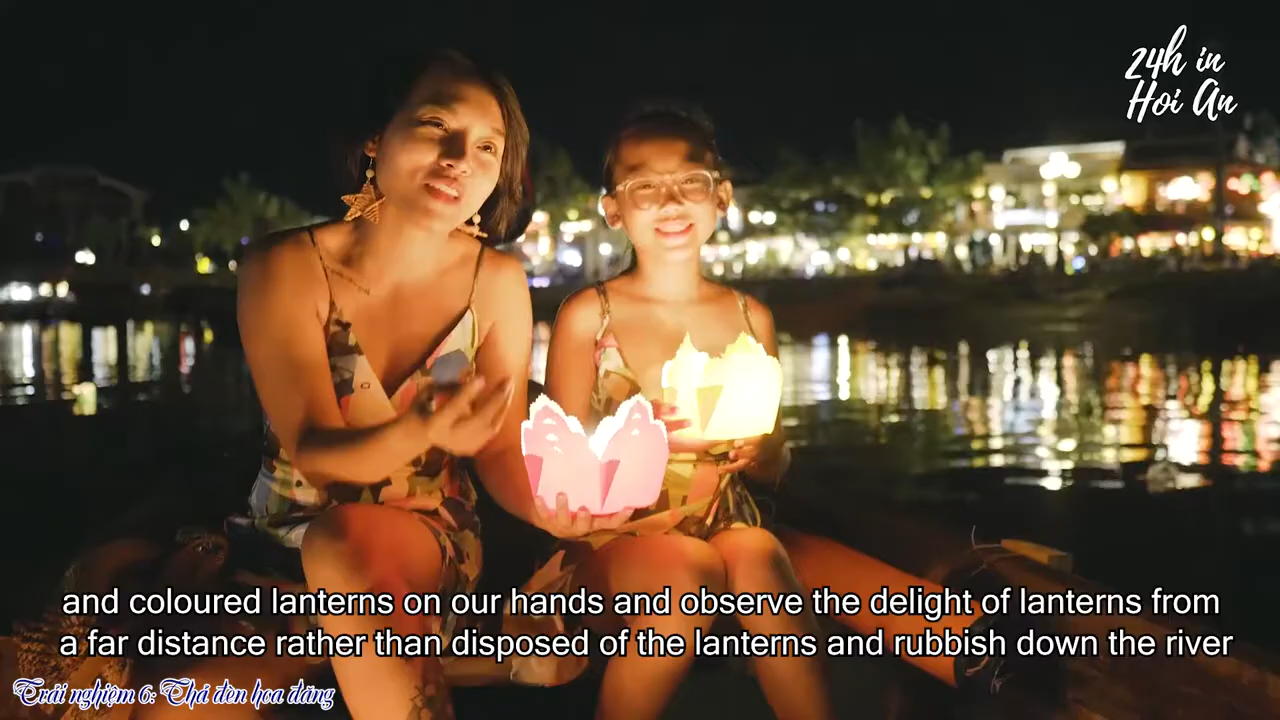 24h in
Hoi An
and coloured lanterns on our hands and observe the delight of lanterns from
a far distance rather than disposed of the lanterns and rubbish down the river
Trải nghiệm 6: Thả đèn hoa đăng